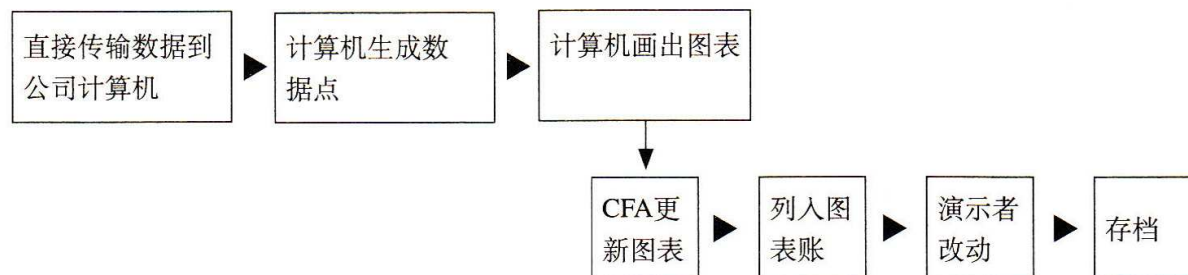 直接传输数据到
公司计算机
计算机生成数
据点
计算机画出图表
CFA更
新图表
列入图
表账
演示者
改动
存档